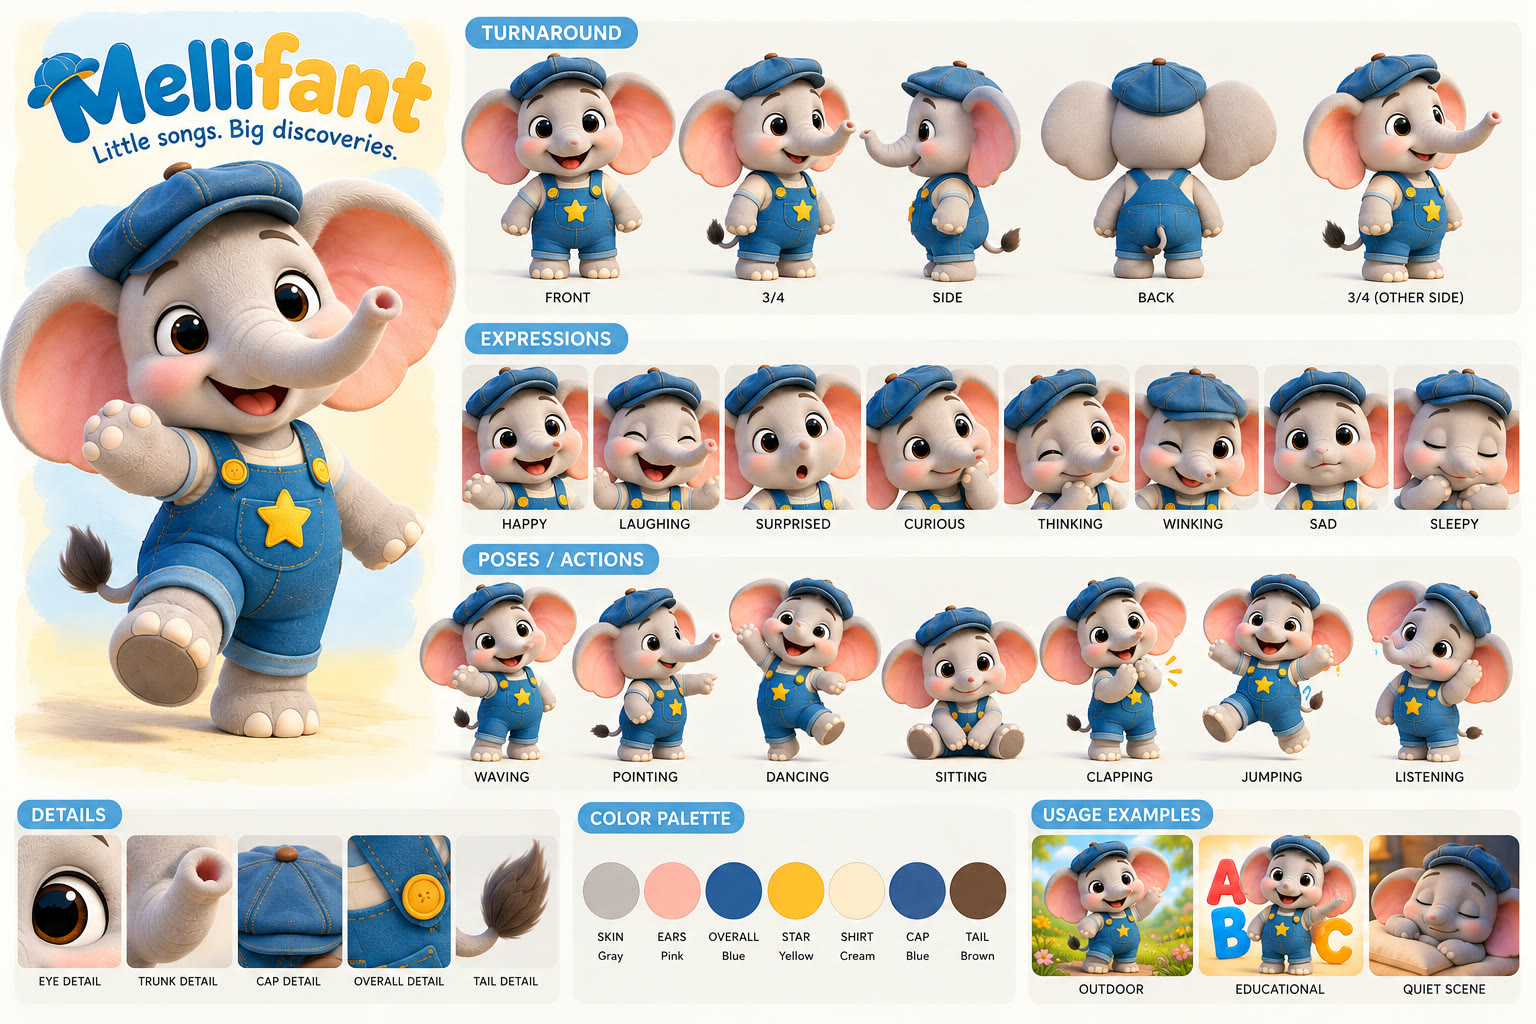 Mellifant
Little songs. Big discoveries.
TURNAROUND
FRONT
3/4
SIDE
BACK
3/4 (OTHER SIDE)
EXPRESSIONS
HAPPY
LAUGHING
SURPRISED
CURIOUS
THINKING
WINKING
SAD
SLEEPY
POSES / ACTIONS
WAVING
POINTING
DANCING
SITTING
CLAPPING
JUMPING
LISTENING
DETAILS
EYE DETAIL
TRUNK DETAIL
CAP DETAIL
OVERALL DETAIL
TAIL DETAIL
COLOR PALETTE
SKIN
Gray
EARS
Pink
OVERALL
Blue
STAR
Yellow
SHIRT
Cream
CAP
Blue
TAIL
Brown
USAGE EXAMPLES
OUTDOOR
A
B
C
EDUCATIONAL
QUIET SCENE